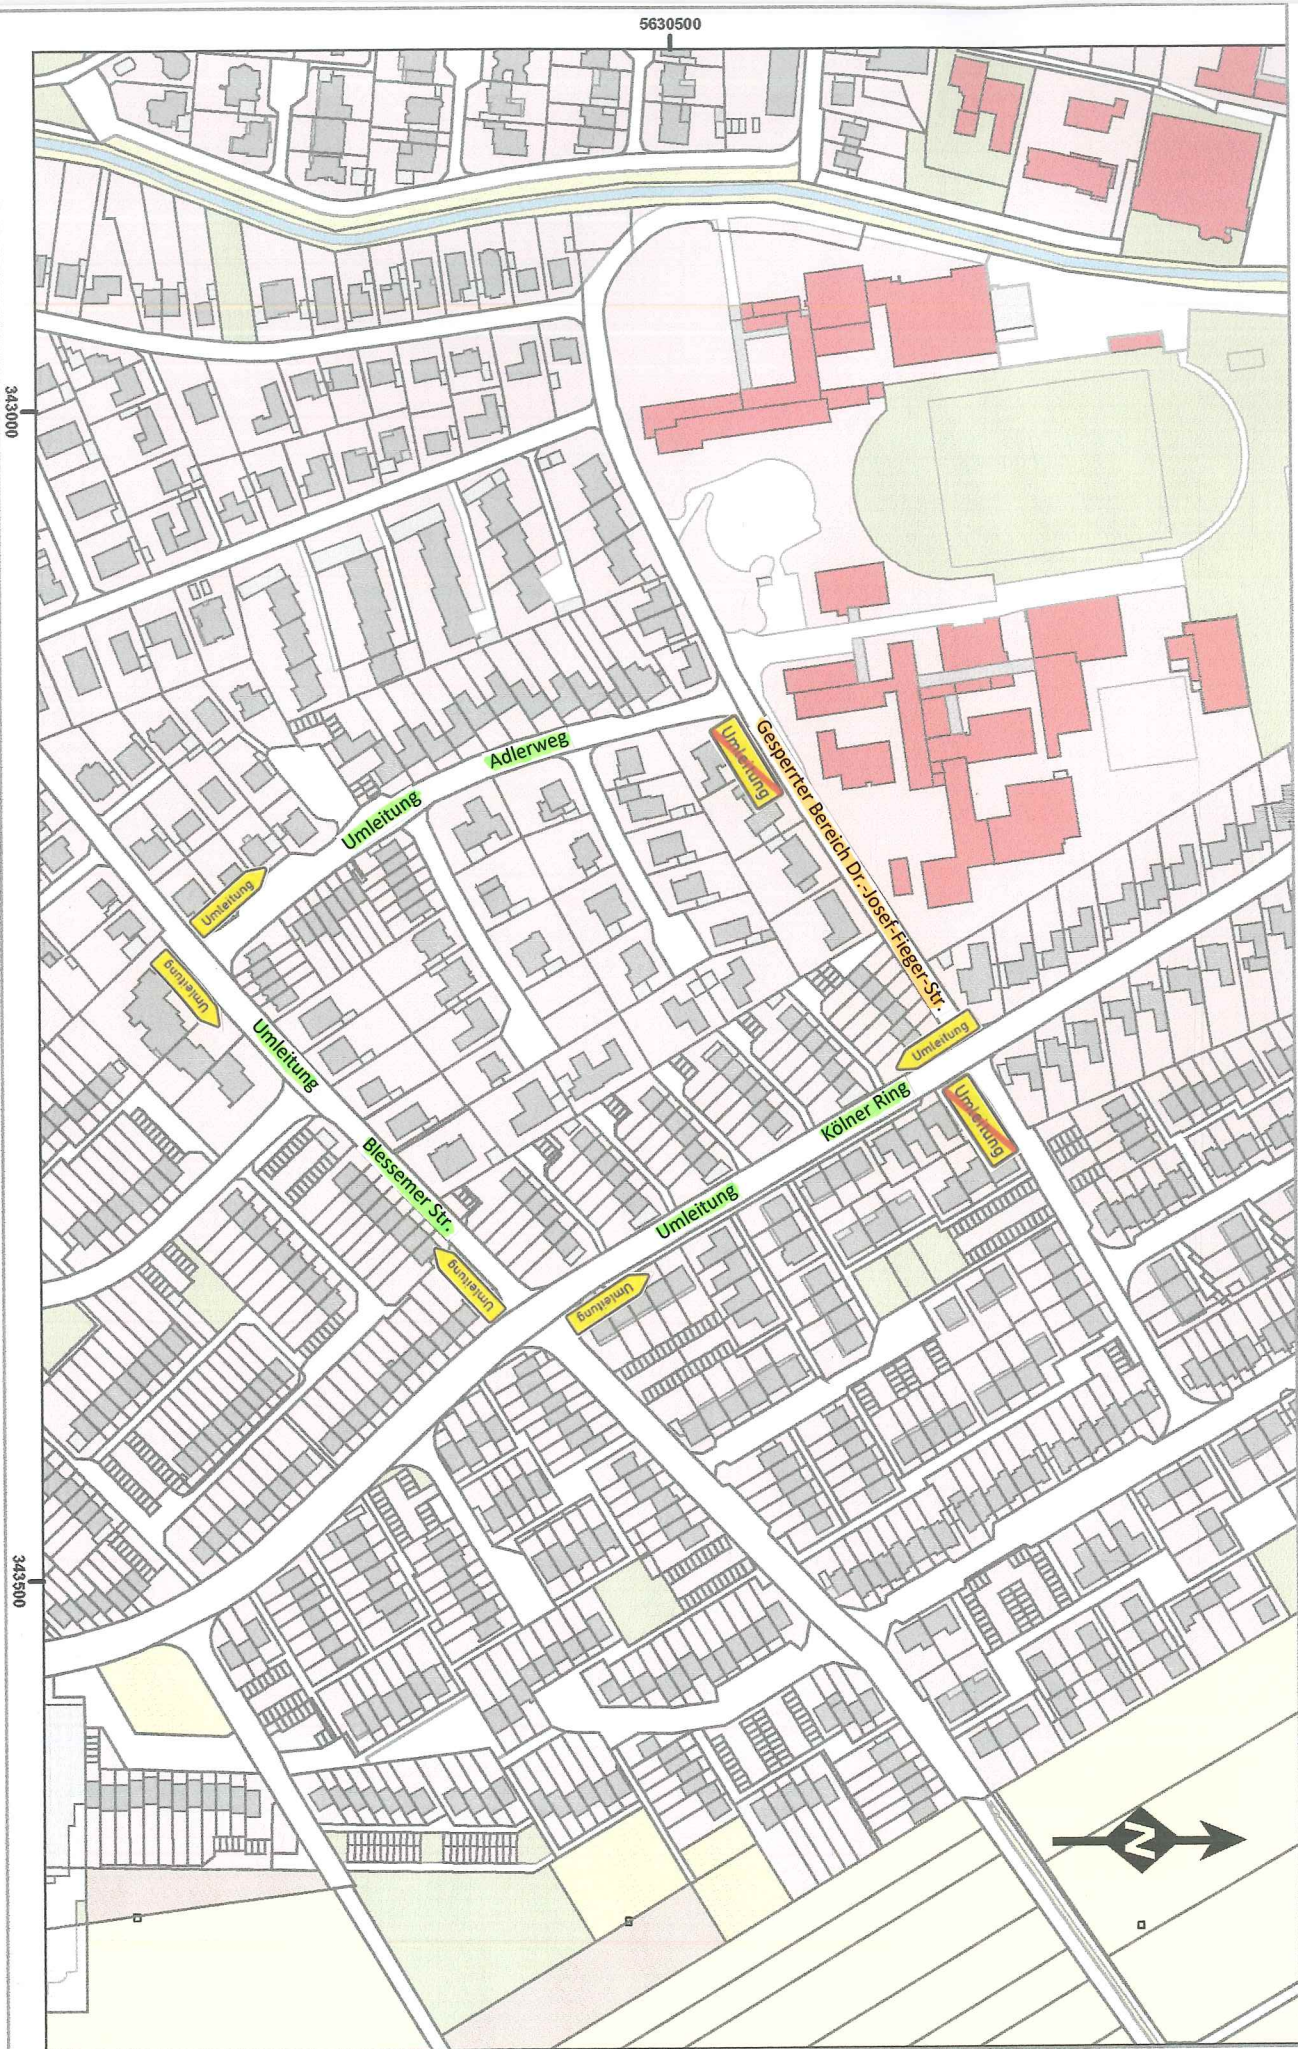 5630500
343000
Adlerweg
Umleitung
Gesperrter Bereich Dr.-Josef-Fieger-Str.
Umleitung
Umleitung
Umleitung
Umleitung
Umleitung
Kölner Ring
Umleitung
Blessemer Str.
Umleitung
Umleitung
Umleitung
343500
N